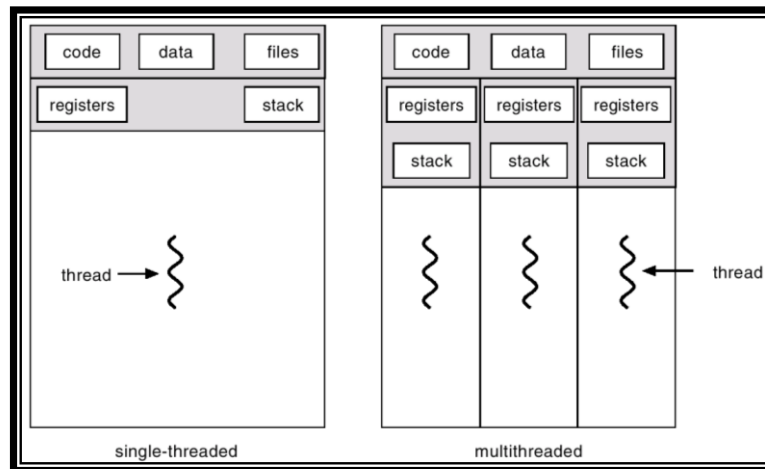 code data files
registers stack
thread
single-threaded
code data files
registers registers registers
stack stack stack
thread
multithreaded